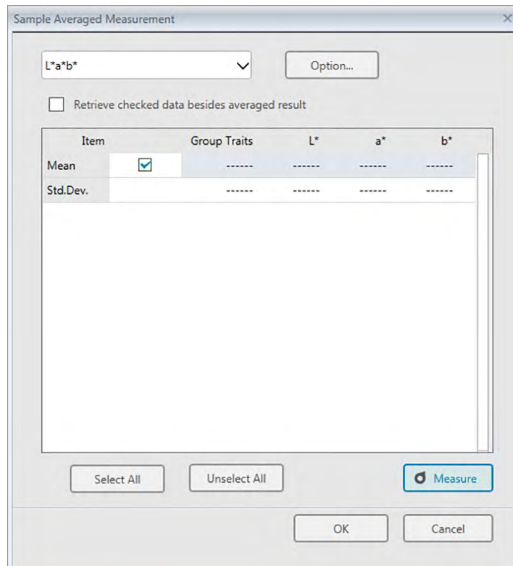 Sample Averaged Measurement
L*a*b*
Option...
Retrieve checked data besides averaged result
Item Group Traits L* a* b*
Mean ------ ------ ------ ------
Std.Dev. ------ ------ ------ ------
Select All Unselect All Measure
OK Cancel